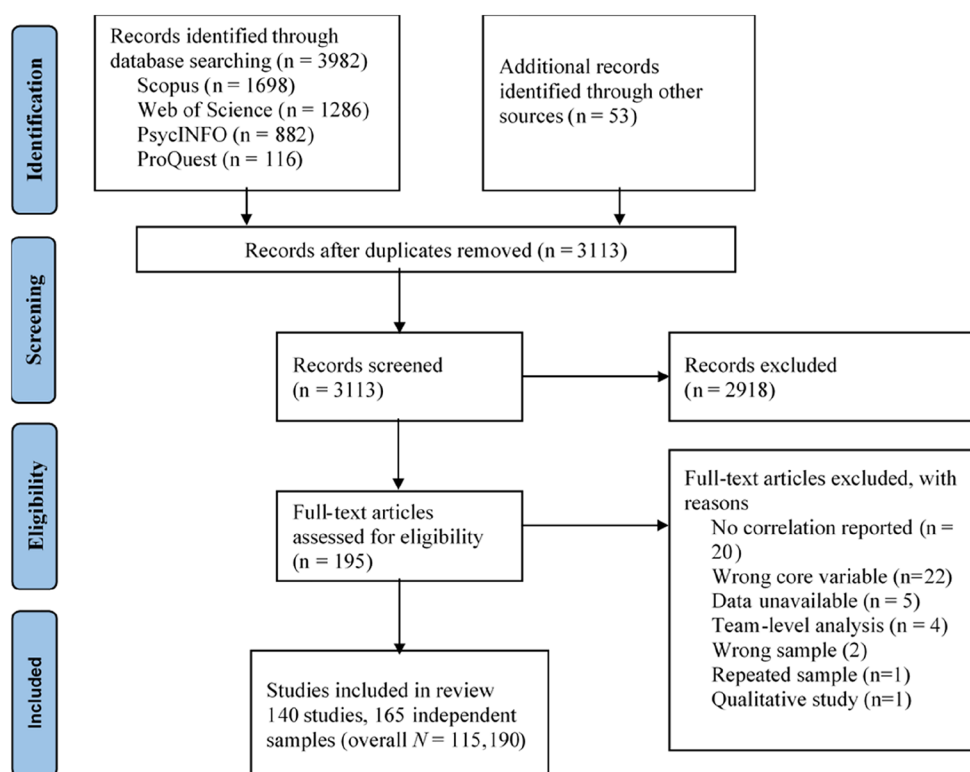 Identification
Records identified through
database searching (n = 3982)
Scopus (n = 1698)
Web of Science (n = 1286)
PsycINFO (n = 882)
ProQuest (n = 116)
Additional records
identified through other
sources (n = 53)
Screening
Records after duplicates removed (n = 3113)
Records screened
(n = 3113)
Records excluded
(n = 2918)
Eligibility
Full-text articles
assessed for eligibility
(n = 195)
Full-text articles excluded, with
reasons
No correlation reported (n =
20)
Wrong core variable (n=22)
Data unavailable (n = 5)
Team-level analysis (n = 4)
Wrong sample (2)
Repeated sample (n=1)
Qualitative study (n=1)
Included
Studies included in review
140 studies, 165 independent
samples (overall N = 115,190)